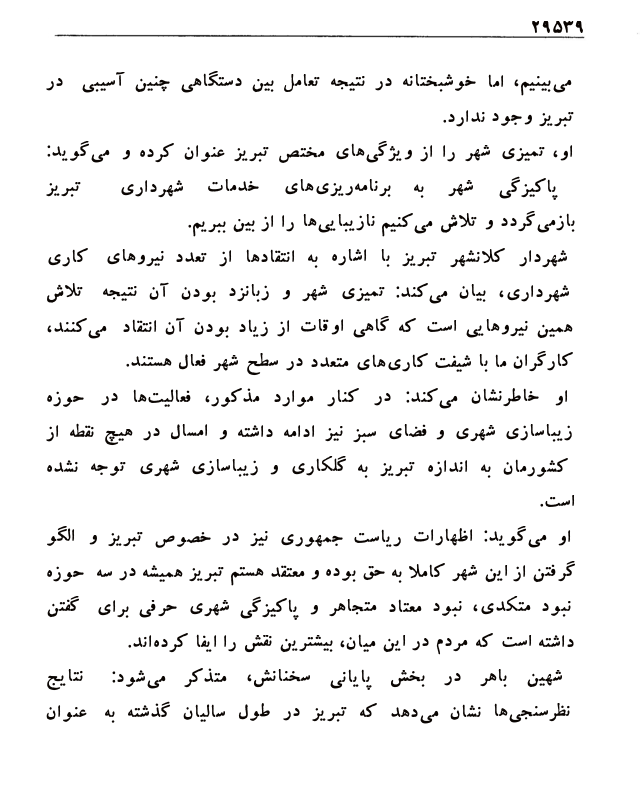 ۲۹۵۳۹
می‌بینیم، اما خوشبختانه در نتیجه تعامل بین دستگاهی چنین آسیبی در
تبریز وجود ندارد.
او، تمیزی شهر را از ویژگی‌های مختص تبریز عنوان کرده و می‌گوید:
پاکیزگی شهر به برنامه‌ریزی‌های خدمات شهرداری تبریز
بازمی‌گردد و تلاش می‌کنیم نازیبایی‌ها را از بین ببریم.
شهردار کلانشهر تبریز با اشاره به انتقادها از تعدد نیروهای کاری
شهرداری، بیان می‌کند: تمیزی شهر و زبانزد بودن آن نتیجه تلاش
همین نیروهایی است که گاهی اوقات از زیاد بودن آن انتقاد می‌کنند،
کارگران ما با شیفت کاری‌های متعدد در سطح شهر فعال هستند.
او خاطرنشان می‌کند: در کنار موارد مذکور، فعالیت‌ها در حوزه
زیباسازی شهری و فضای سبز نیز ادامه داشته و امسال در هیچ نقطه از
کشورمان به اندازه تبریز به گلکاری و زیباسازی شهری توجه نشده
است.
او می‌گوید: اظهارات ریاست جمهوری نیز در خصوص تبریز و الگو
گرفتن از این شهر کاملا به حق بوده و معتقد هستم تبریز همیشه در سه حوزه
نبود متکدی، نبود معتاد متجاهر و پاکیزگی شهری حرفی برای گفتن
داشته است که مردم در این میان، بیشترین نقش را ایفا کرده‌اند.
شهین باهر در بخش پایانی سخنانش، متذکر می‌شود: نتایج
نظرسنجی‌ها نشان می‌دهد که تبریز در طول سالیان گذشته به عنوان